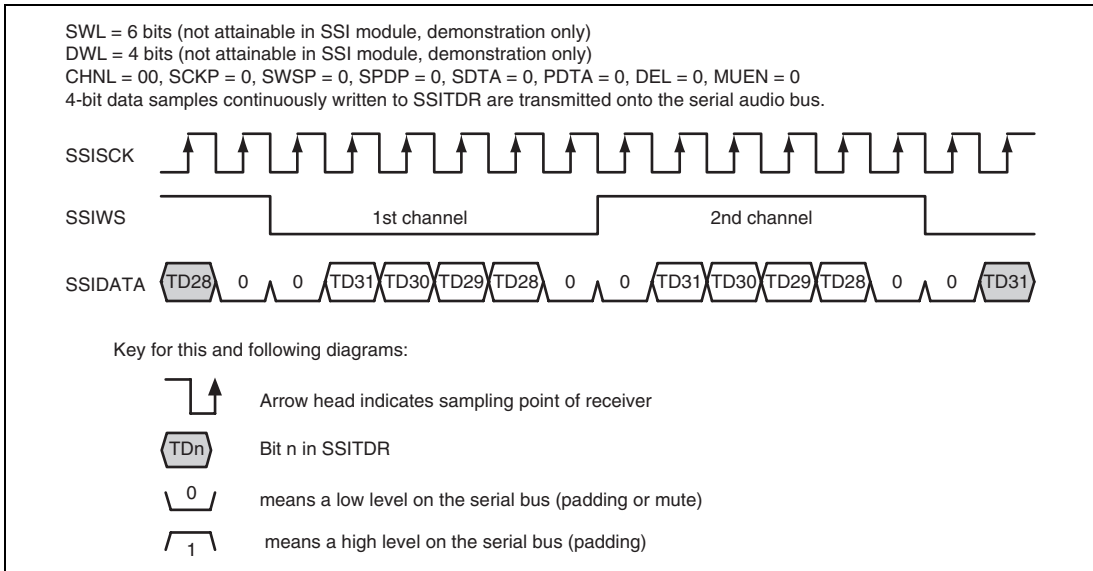 SWL = 6 bits (not attainable in SSI module, demonstration only)
DWL = 4 bits (not attainable in SSI module, demonstration only)
CHNL = 00, SCKP = 0, SWSP = 0, SPDP = 0, SDTA = 0, PDTA = 0, DEL = 0, MUEN = 0
4-bit data samples continuously written to SSITDR are transmitted onto the serial audio bus.
SSISCK
SSIWS 1st channel 2nd channel
SSIDATA TD28 0 0 TD31 TD30 TD29 TD28 0 0 TD31 TD30 TD29 TD28 0 0 TD31
Key for this and following diagrams:
Arrow head indicates sampling point of receiver
TDn Bit n in SSITDR
0 means a low level on the serial bus (padding or mute)
1 means a high level on the serial bus (padding)